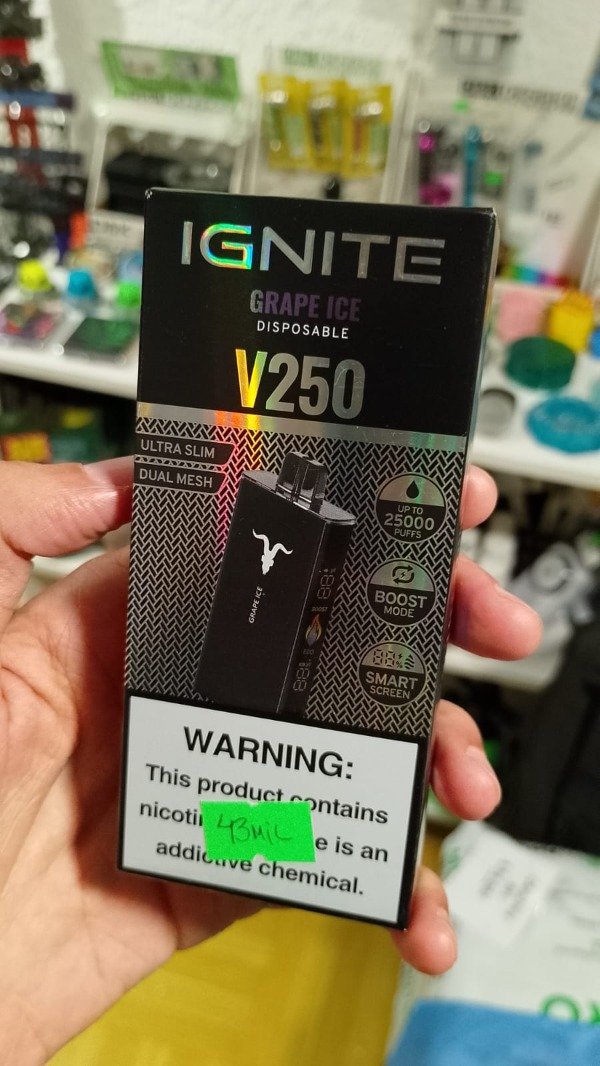 IGNITE
GRAPE ICE
DISPOSABLE
V250
ULTRA SLIM
DUAL MESH
UP TO
25000
PUFFS
BOOST
MODE
SMART
SCREEN
GRAPE ICE
BOOST
ECO
WARNING:
This product contains
e is an
addictive chemical.
43MIL